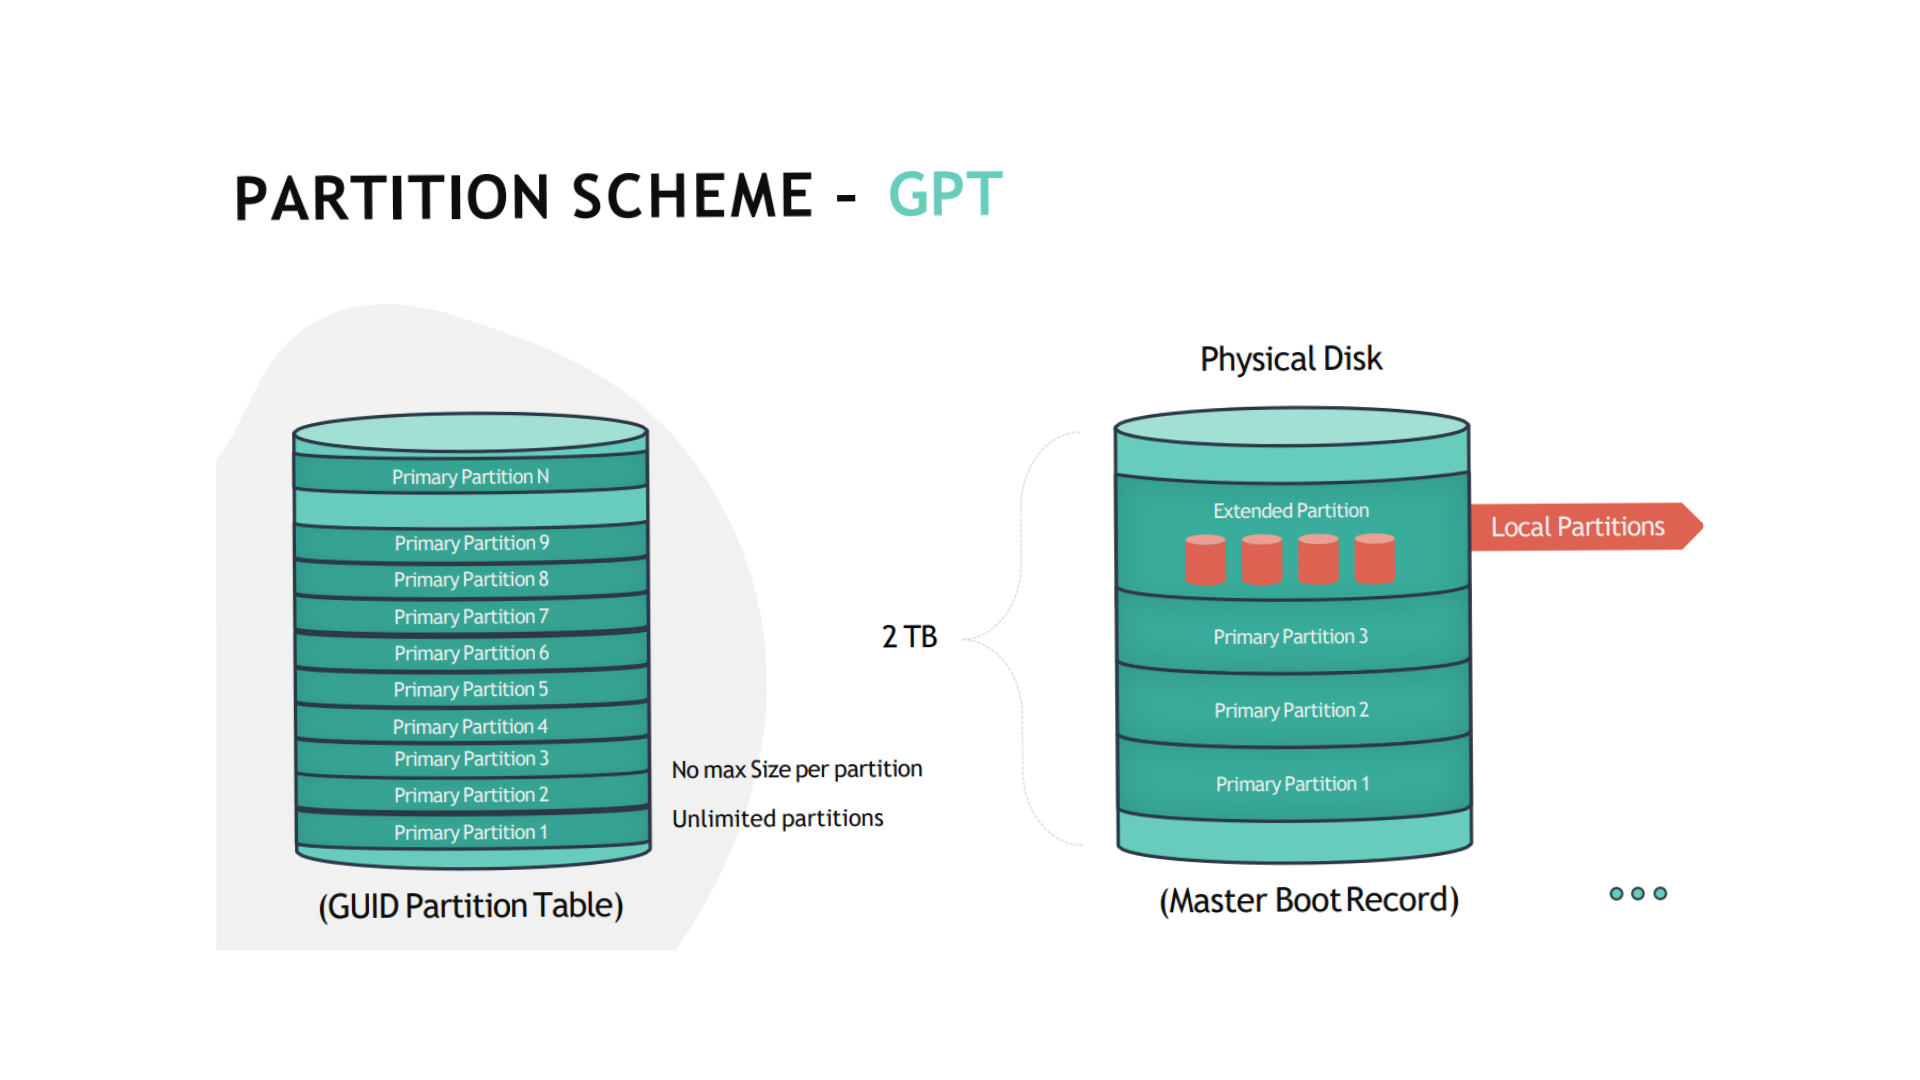 PARTITION SCHEME - GPT
Primary Partition N
Primary Partition 9
Primary Partition 8
Primary Partition 7
Primary Partition 6
Primary Partition 5
Primary Partition 4
Primary Partition 3
Primary Partition 2
Primary Partition 1
(GUID Partition Table)
No max Size per partition
Unlimited partitions
2 TB
Physical Disk
Extended Partition
Local Partitions
Primary Partition 3
Primary Partition 2
Primary Partition 1
(Master Boot Record)